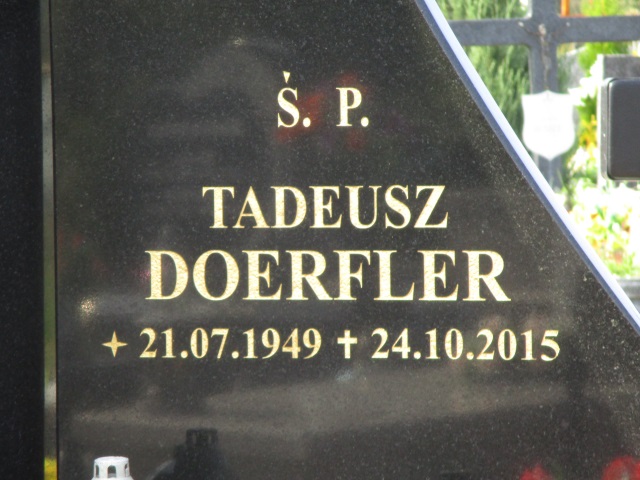 Ś. P.
TADEUSZ
DOERFLER
✦ 21.07.1949 ✝ 24.10.2015